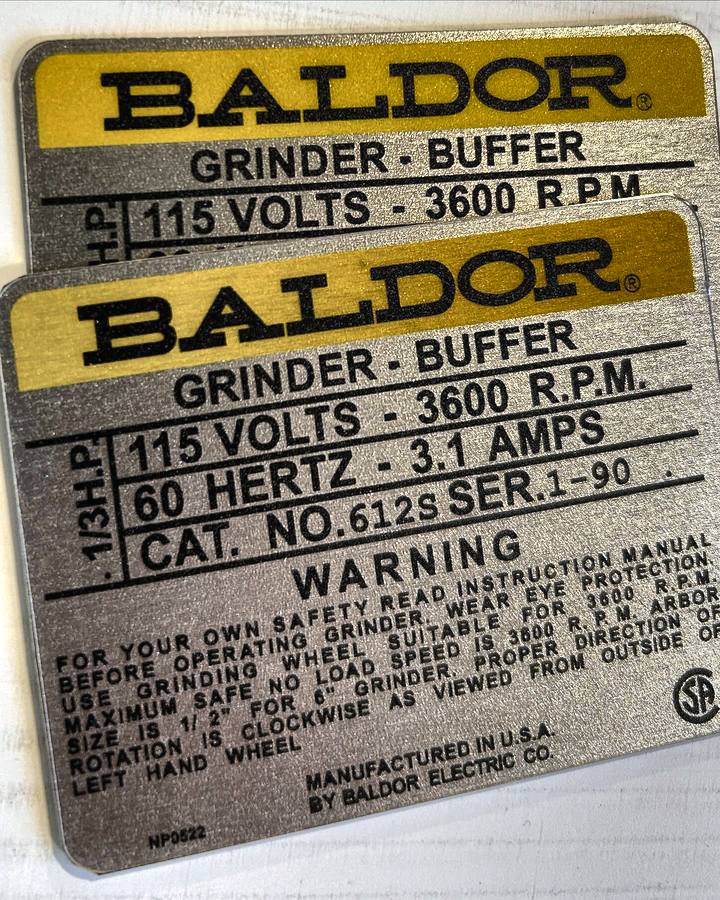 BALDOR®
GRINDER - BUFFER
115 VOLTS - 3600 R.P.M.
H.P.
BALDOR®
GRINDER - BUFFER
1/3H.P.
115 VOLTS - 3600 R.P.M.
60 HERTZ - 3.1 AMPS
CAT. NO.612S SER.1-90
WARNING
FOR YOUR OWN SAFETY READ INSTRUCTION MANUAL
BEFORE OPERATING GRINDER. WEAR EYE PROTECTION.
USE GRINDING WHEEL SUITABLE FOR 3600 R.P.M.
MAXIMUM SAFE NO LOAD SPEED IS 3600 R.P.M. ARBOR
SIZE IS 1/2" FOR 6" GRINDER. PROPER DIRECTION OF
ROTATION IS CLOCKWISE AS VIEWED FROM OUTSIDE OF
LEFT HAND WHEEL
SA
MANUFACTURED IN U.S.A.
BY BALDOR ELECTRIC CO.
NP0522